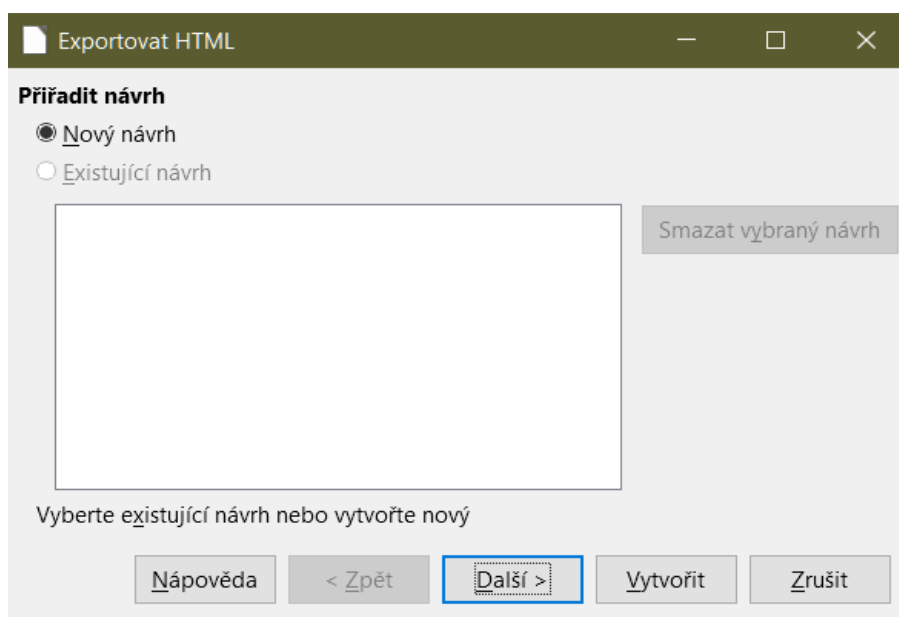 Exportovat HTML
Přiřadit návrh
Nový návrh
Existující návrh
Smazat vybraný návrh
Vyberte existující návrh nebo vytvořte nový
Nápověda
< Zpět
Další >
Vytvořit
Zrušit